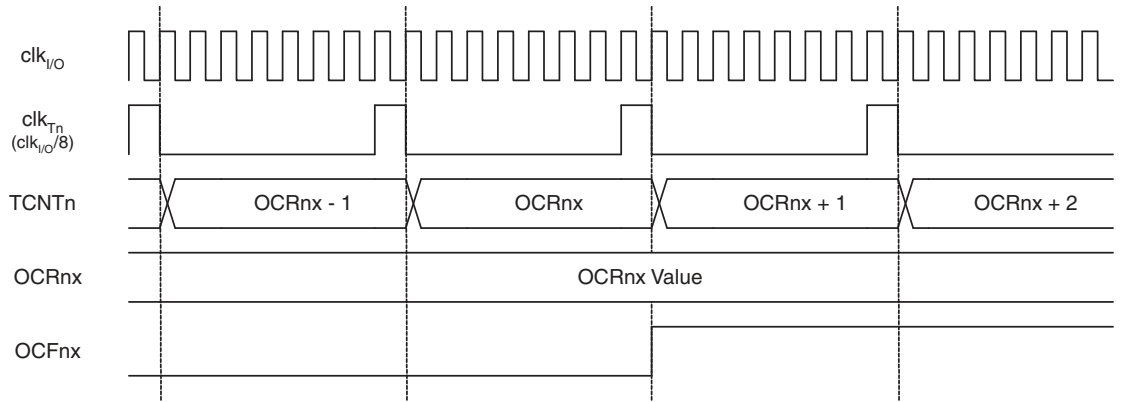 clkI/O
clkTn
(clkI/O/8)
TCNTn OCRnx - 1 OCRnx OCRnx + 1 OCRnx + 2
OCRnx OCRnx Value
OCFnx